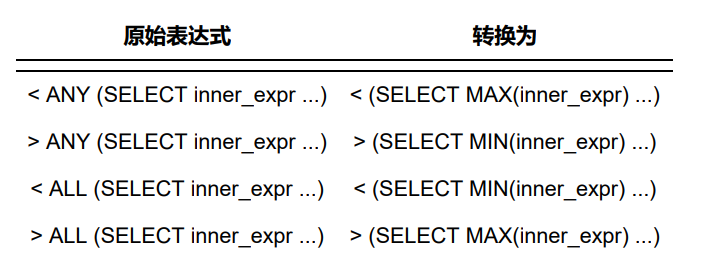 原始表达式 转换为
< ANY (SELECT inner_expr ...) < (SELECT MAX(inner_expr) ...)
> ANY (SELECT inner_expr ...) > (SELECT MIN(inner_expr) ...)
< ALL (SELECT inner_expr ...) < (SELECT MIN(inner_expr) ...)
> ALL (SELECT inner_expr ...) > (SELECT MAX(inner_expr) ...)